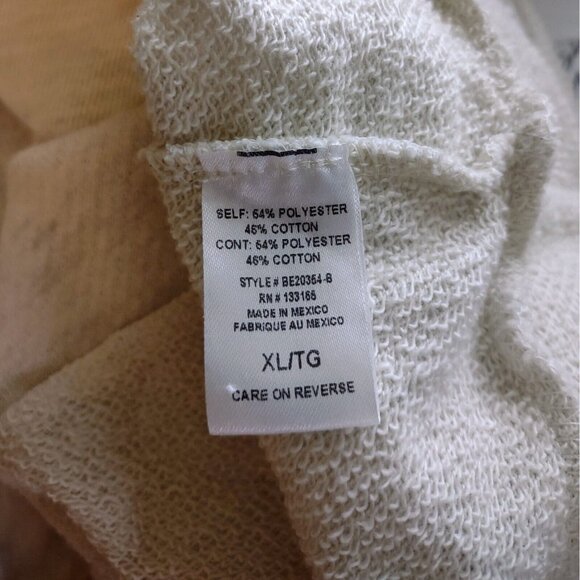 SELF: 54% POLYESTER
46% COTTON
CONT: 54% POLYESTER
46% COTTON
STYLE # BE20354-B
RN # 133165
MADE IN MEXICO
FABRIQUE AU MEXICO
XL/TG
CARE ON REVERSE